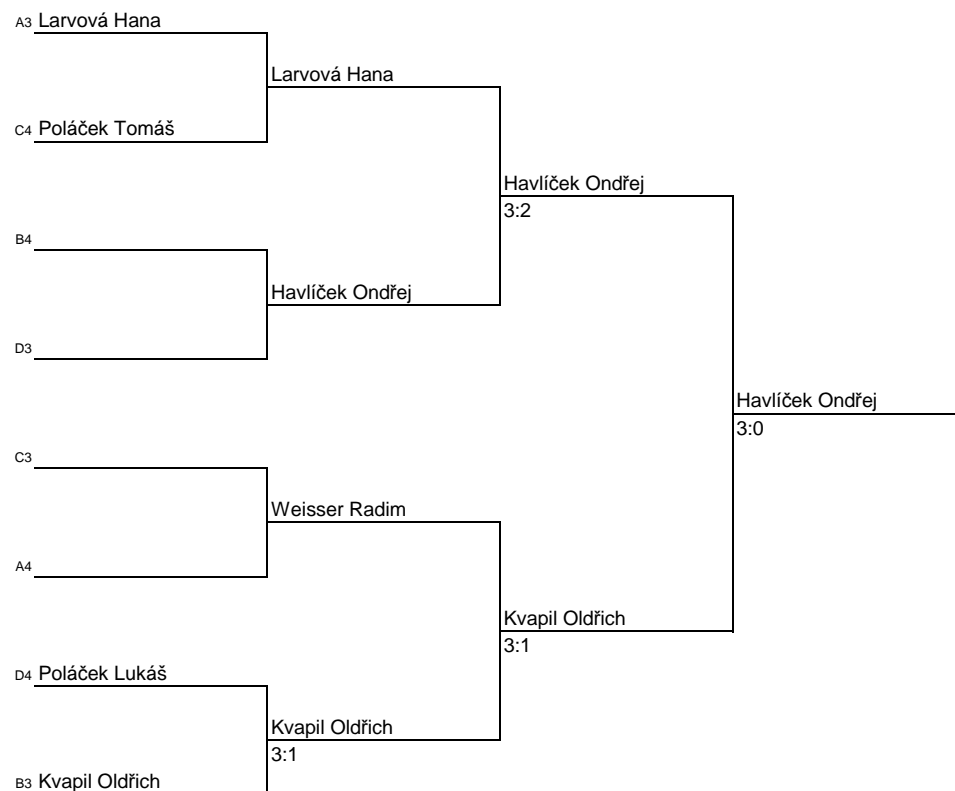 A3 Larvová Hana
Larvová Hana
C4 Poláček Tomáš
Havlíček Ondřej
3:2
B4
Havlíček Ondřej
D3
Havlíček Ondřej
3:0
C3
Weisser Radim
A4
Kvapil Oldřich
3:1
D4 Poláček Lukáš
Kvapil Oldřich
3:1
B3 Kvapil Oldřich